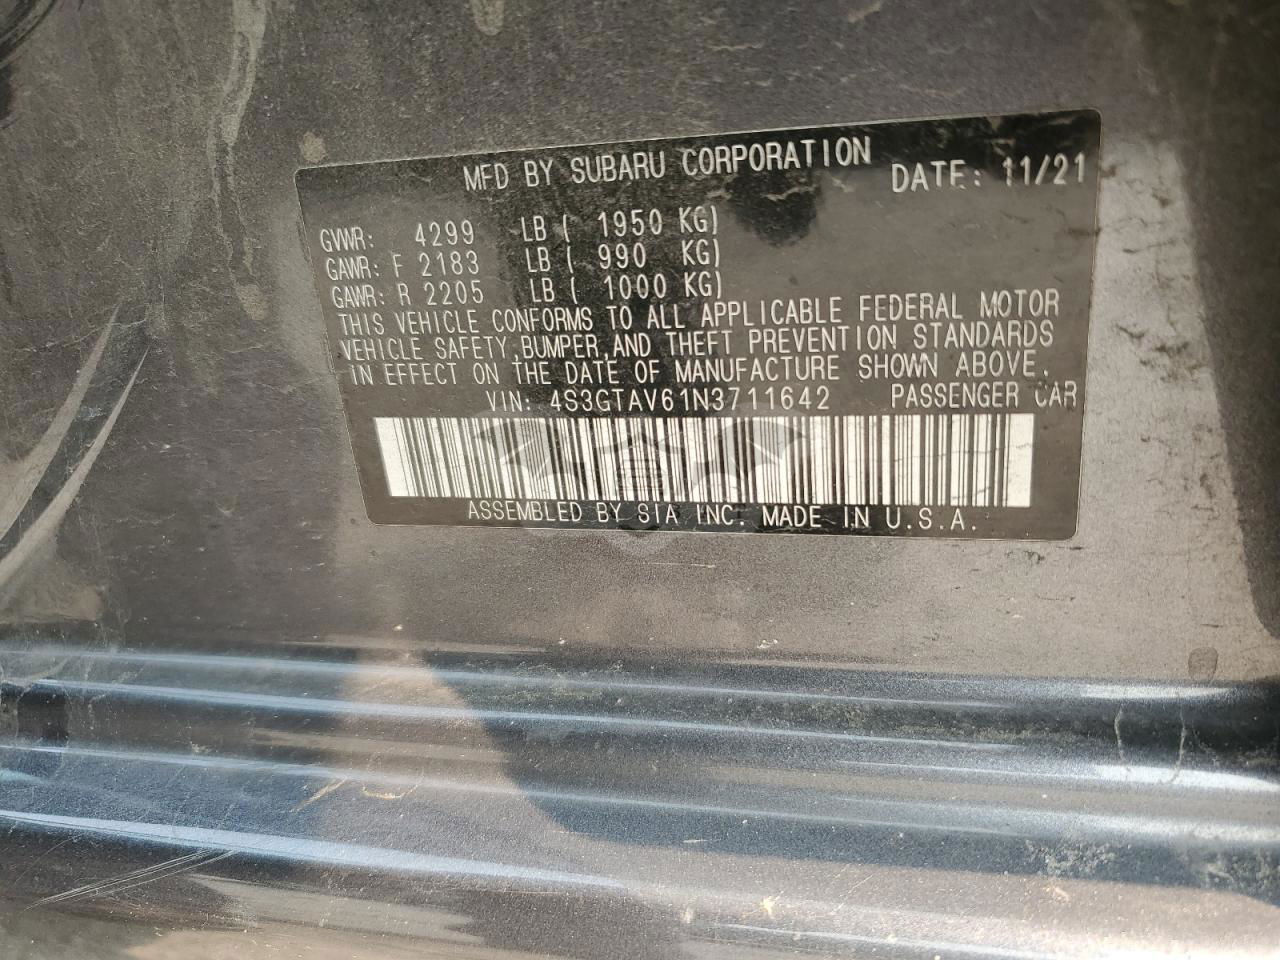 MFD BY SUBARU CORPORATION DATE: 11/21
GVWR: 4299 LB ( 1950 KG)
GAWR: F 2183 LB ( 990 KG)
GAWR: R 2205 LB ( 1000 KG)
THIS VEHICLE CONFORMS TO ALL APPLICABLE FEDERAL MOTOR
VEHICLE SAFETY,BUMPER,AND THEFT PREVENTION STANDARDS
IN EFFECT ON THE DATE OF MANUFACTURE SHOWN ABOVE.
VIN: 4S3GTAV61N3711642 PASSENGER CAR
ASSEMBLED BY SIA INC. MADE IN U.S.A.